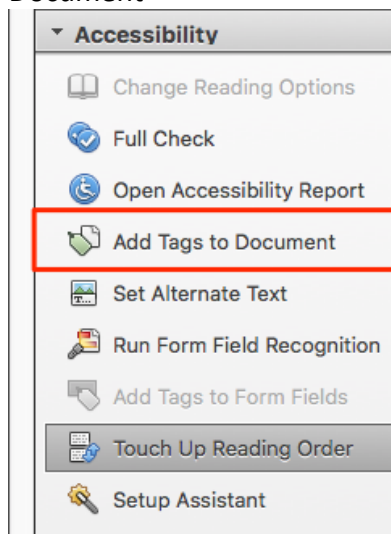 Document
Accessibility
Change Reading Options
Full Check
Open Accessibility Report
Add Tags to Document
Set Alternate Text
Run Form Field Recognition
Add Tags to Form Fields
Touch Up Reading Order
Setup Assistant